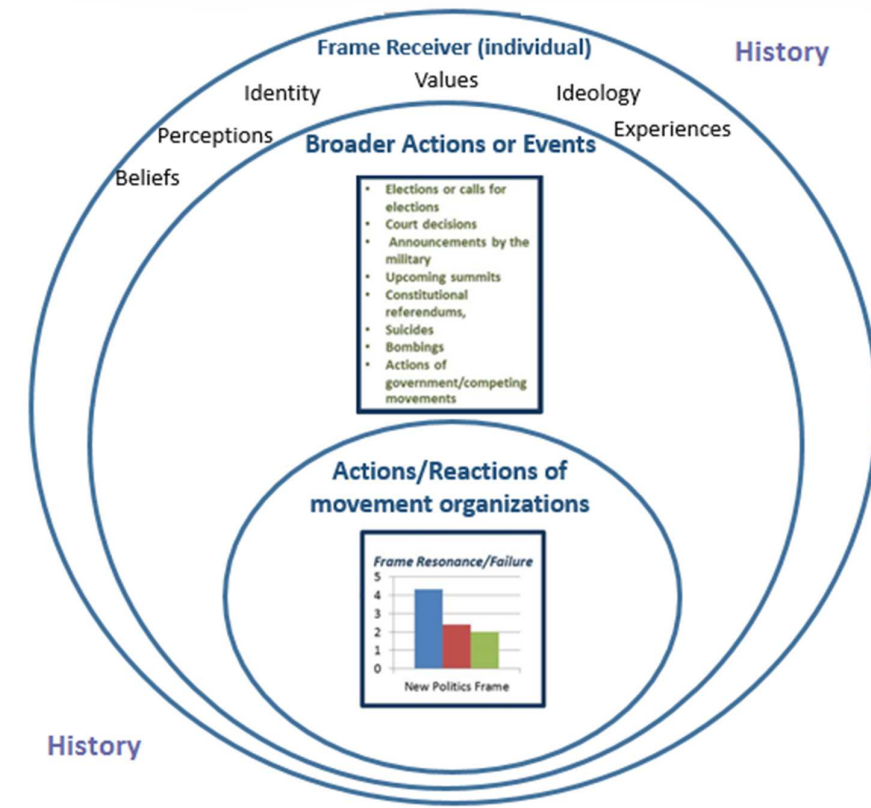 Frame Receiver (individual)
History
Values
Identity
Ideology
Perceptions
Experiences
Beliefs
Broader Actions or Events
• Elections or calls for
elections
• Court decisions
• Announcements by the
military
• Upcoming summits
• Constitutional
referendums,
• Suicides
• Bombings
• Actions of
government/competing
movements
Actions/Reactions of
movement organizations
Frame Resonance/Failure
5
4
3
2
1
0
New Politics Frame
History